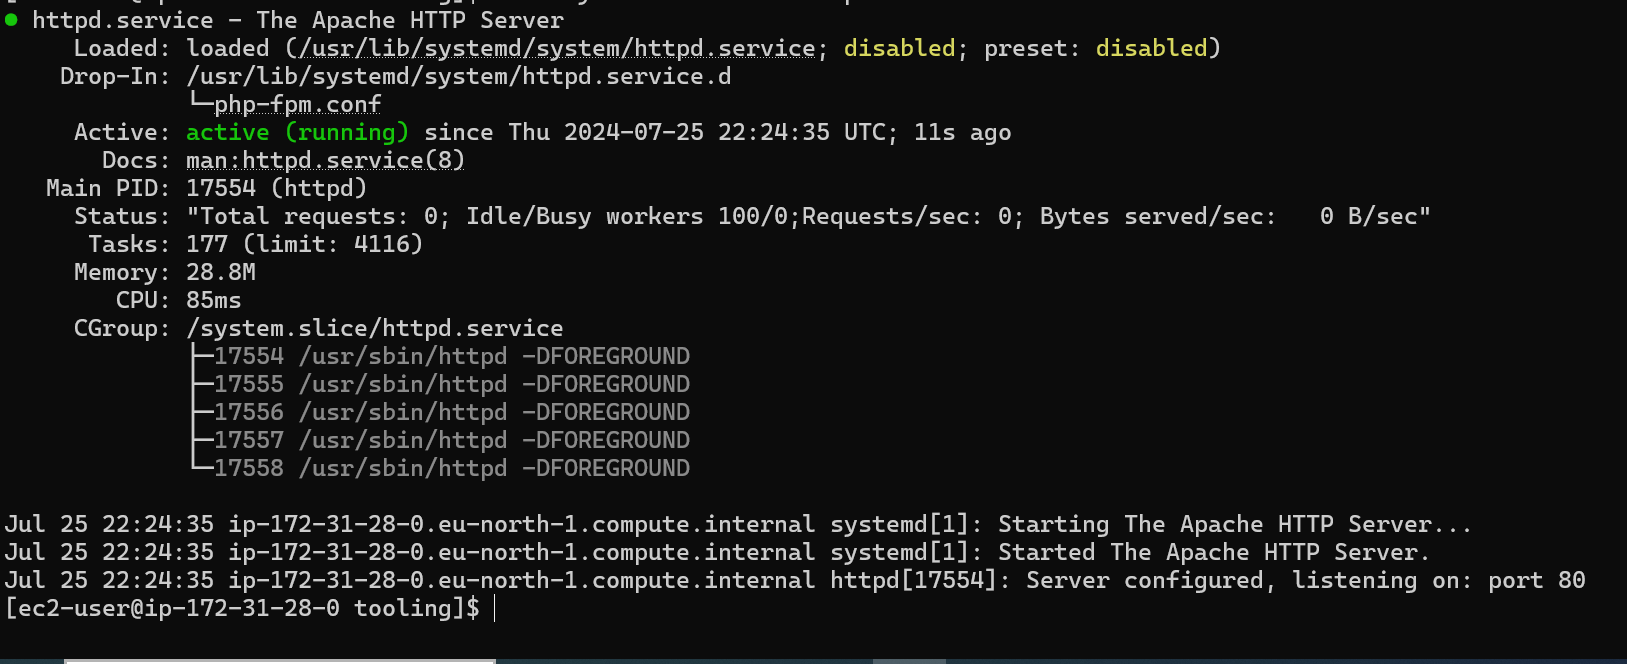 ● httpd.service - The Apache HTTP Server
     Loaded: loaded (/usr/lib/systemd/system/httpd.service; disabled; preset: disabled)
    Drop-In: /usr/lib/systemd/system/httpd.service.d
             └─php-fpm.conf
     Active: active (running) since Thu 2024-07-25 22:24:35 UTC; 11s ago
       Docs: man:httpd.service(8)
   Main PID: 17554 (httpd)
     Status: "Total requests: 0; Idle/Busy workers 100/0;Requests/sec: 0; Bytes served/sec:   0 B/sec"
      Tasks: 177 (limit: 4116)
     Memory: 28.8M
        CPU: 85ms
     CGroup: /system.slice/httpd.service
             ├─17554 /usr/sbin/httpd -DFOREGROUND
             ├─17555 /usr/sbin/httpd -DFOREGROUND
             ├─17556 /usr/sbin/httpd -DFOREGROUND
             ├─17557 /usr/sbin/httpd -DFOREGROUND
             └─17558 /usr/sbin/httpd -DFOREGROUND

Jul 25 22:24:35 ip-172-31-28-0.eu-north-1.compute.internal systemd[1]: Starting The Apache HTTP Server...
Jul 25 22:24:35 ip-172-31-28-0.eu-north-1.compute.internal systemd[1]: Started The Apache HTTP Server.
Jul 25 22:24:35 ip-172-31-28-0.eu-north-1.compute.internal httpd[17554]: Server configured, listening on: port 80
[ec2-user@ip-172-31-28-0 tooling]$